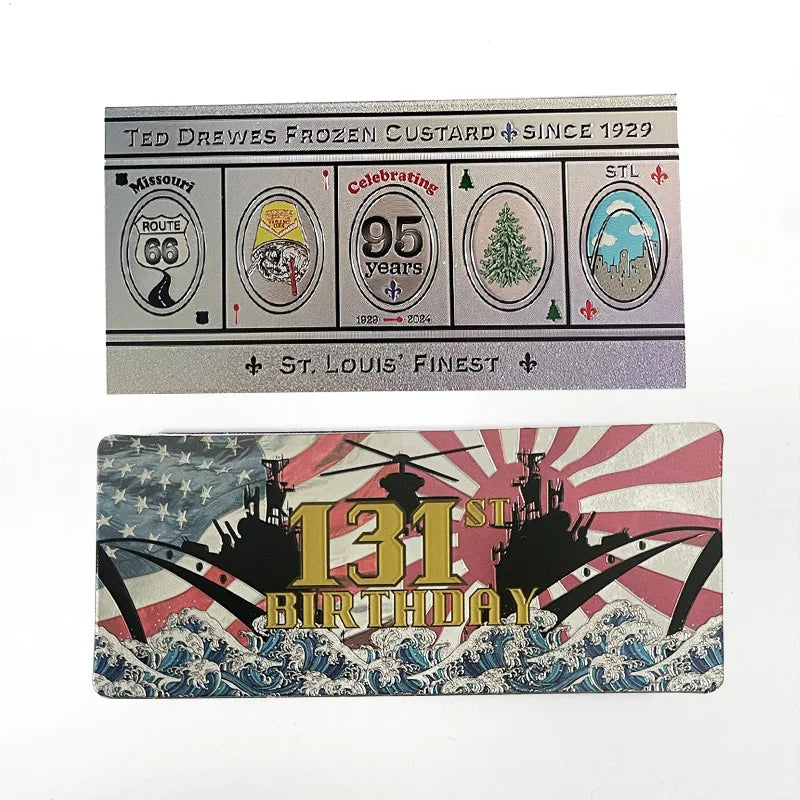 TED DREWES FROZEN CUSTARD ⚜ SINCE 1929
Missouri
ROUTE
66
Celebrating
95
years
1929 2024
STL
⚜ ST. LOUIS' FINEST ⚜
131ST
BIRTHDAY